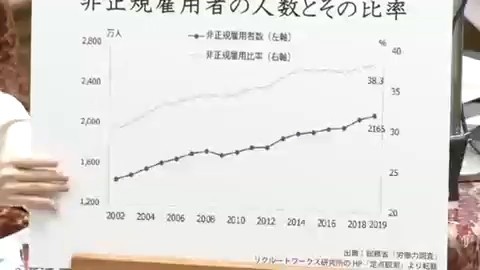 非正規雇用者の人数とその比率
万人
%
非正規雇用者数（左軸）
非正規雇用比率（右軸）
2,800
2,400
2,000
1,600
1,200
40
35
30
25
20
38.3
2165
2002 2004 2006 2008 2010 2012 2014 2016 2018 2019
出典：総務省「労働力調査」
リクルートワークス研究所のHP「定点観測」より転載